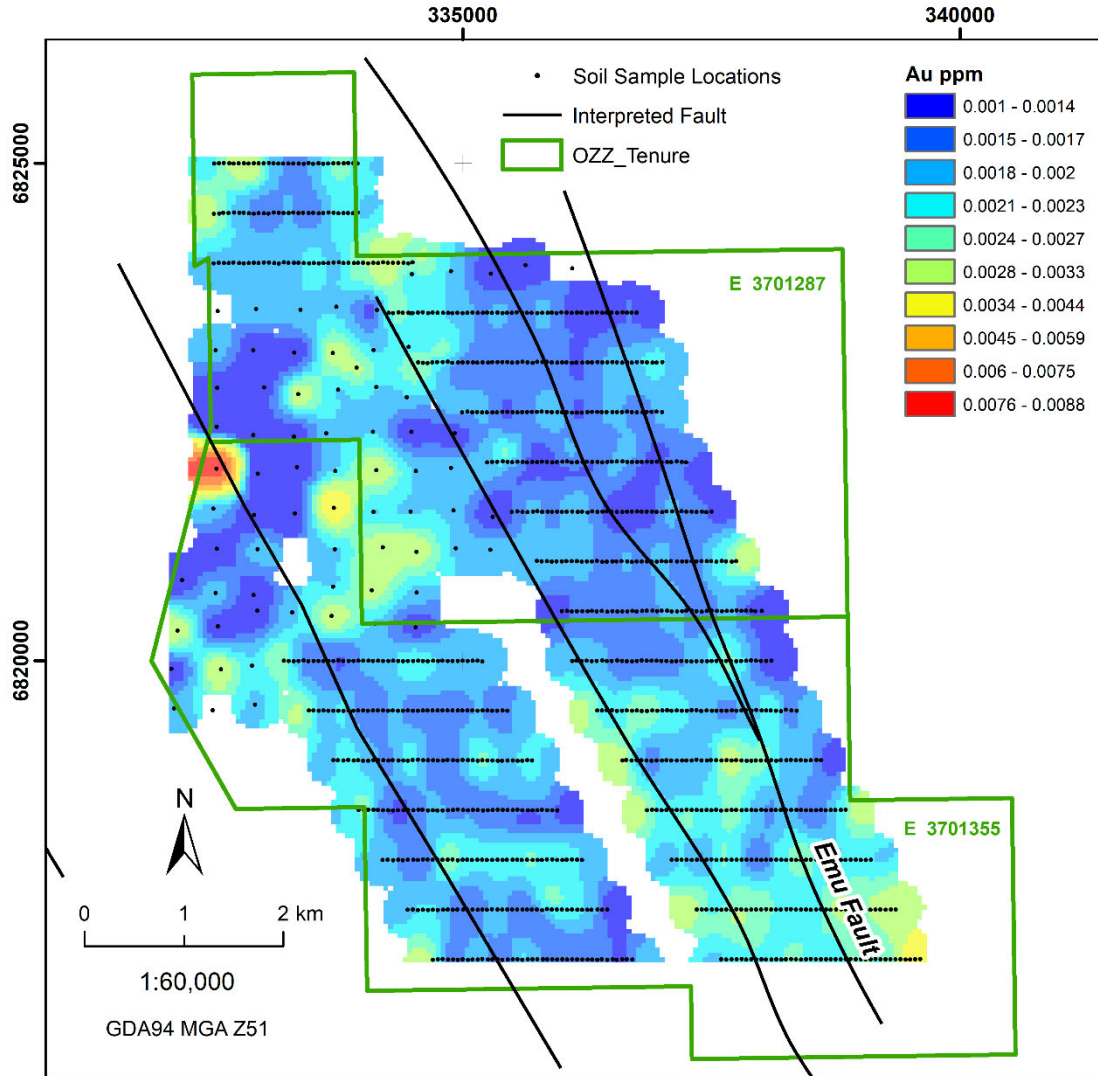 335000
340000
6825000
6820000
Soil Sample Locations
Interpreted Fault
OZZ_Tenure
Au ppm
0.001 - 0.0014
0.0015 - 0.0017
0.0018 - 0.002
0.0021 - 0.0023
0.0024 - 0.0027
0.0028 - 0.0033
0.0034 - 0.0044
0.0045 - 0.0059
0.006 - 0.0075
0.0076 - 0.0088
E 3701287
E 3701355
Emu Fault
N
0 1 2 km
1:60,000
GDA94 MGA Z51